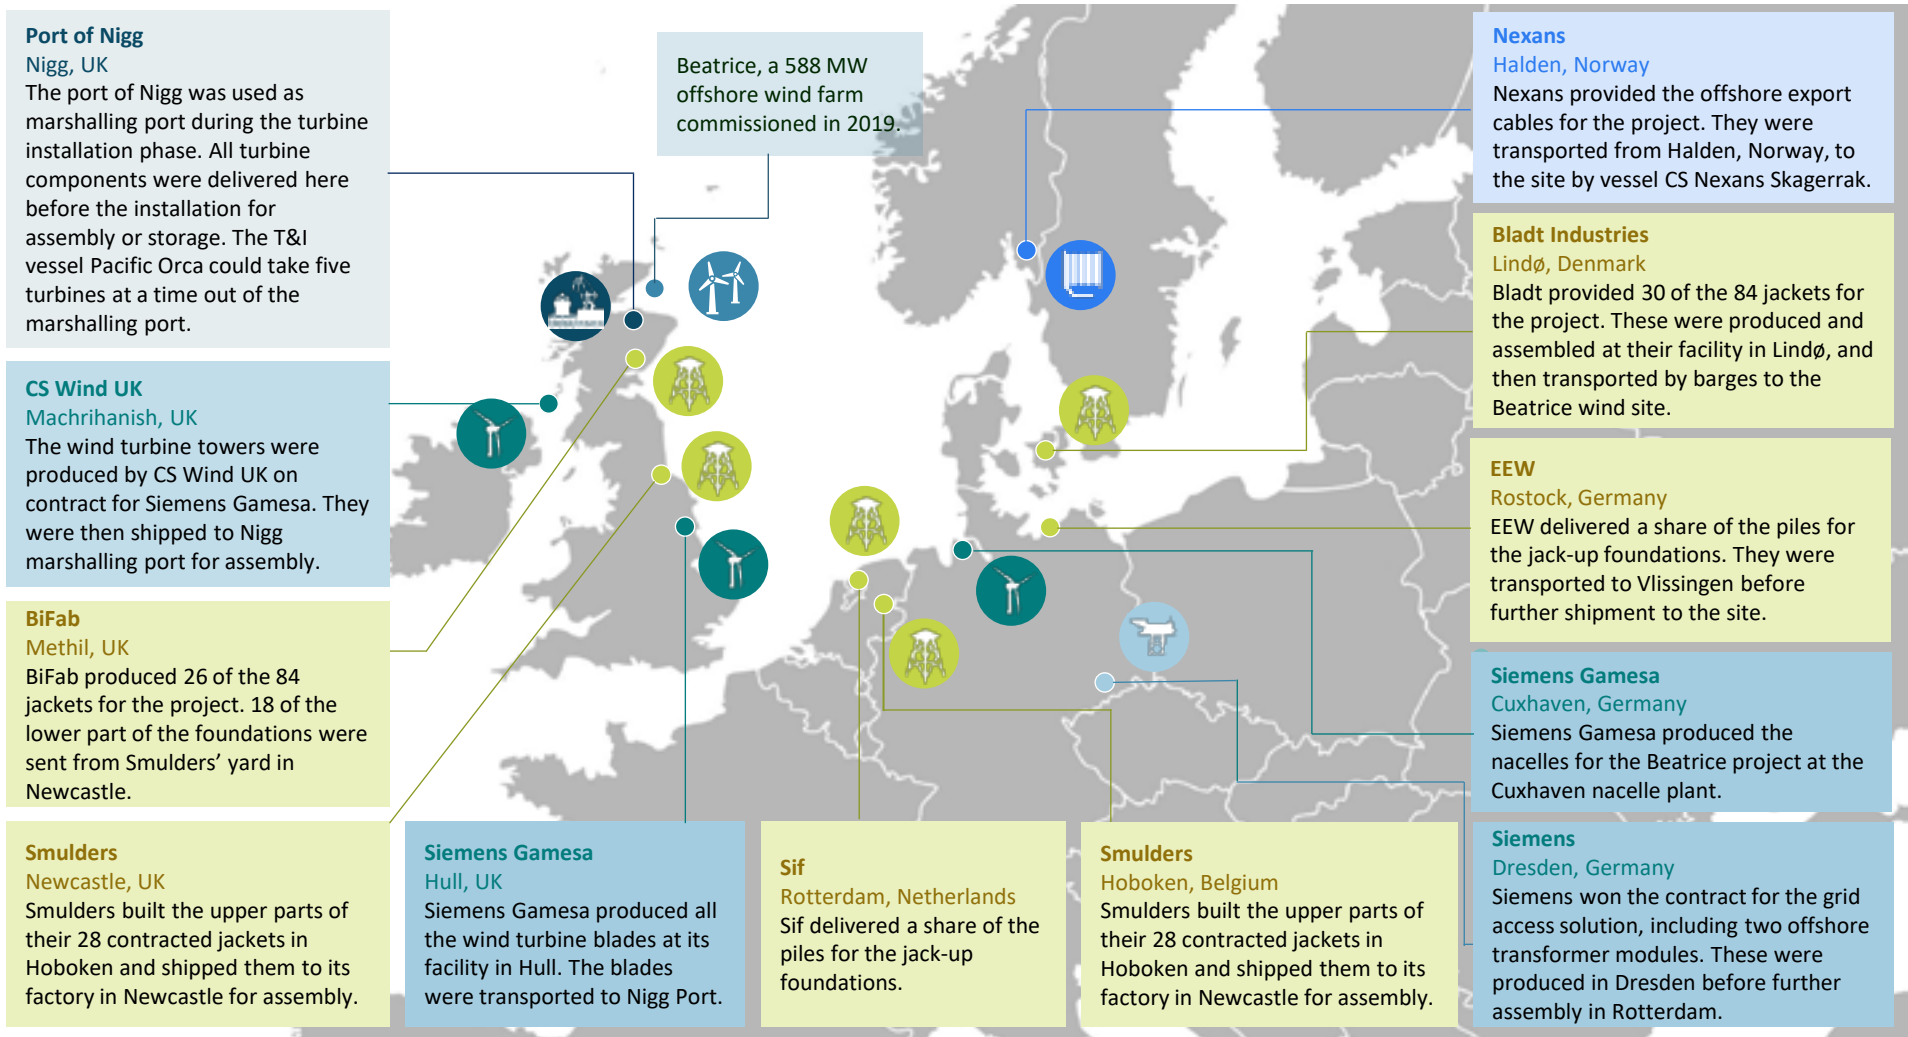 Port of Nigg
Nigg, UK
The port of Nigg was used as
marshalling port during the turbine
installation phase. All turbine
components were delivered here
before the installation for
assembly or storage. The T&I
vessel Pacific Orca could take five
turbines at a time out of the
marshalling port.
Beatrice, a 588 MW
offshore wind farm
commissioned in 2019.
Nexans
Halden, Norway
Nexans provided the offshore export
cables for the project. They were
transported from Halden, Norway, to
the site by vessel CS Nexans Skagerrak.
Bladt Industries
Lindø, Denmark
Bladt provided 30 of the 84 jackets for
the project. These were produced and
assembled at their facility in Lindø, and
then transported by barges to the
Beatrice wind site.
CS Wind UK
Machrihanish, UK
The wind turbine towers were
produced by CS Wind UK on
contract for Siemens Gamesa. They
were then shipped to Nigg
marshalling port for assembly.
EEW
Rostock, Germany
EEW delivered a share of the piles for
the jack-up foundations. They were
transported to Vlissingen before
further shipment to the site.
BiFab
Methil, UK
BiFab produced 26 of the 84
jackets for the project. 18 of the
lower part of the foundations were
sent from Smulders’ yard in
Newcastle.
Siemens Gamesa
Cuxhaven, Germany
Siemens Gamesa produced the
nacelles for the Beatrice project at the
Cuxhaven nacelle plant.
Smulders
Newcastle, UK
Smulders built the upper parts of
their 28 contracted jackets in
Hoboken and shipped them to its
factory in Newcastle for assembly.
Siemens Gamesa
Hull, UK
Siemens Gamesa produced all
the wind turbine blades at its
facility in Hull. The blades
were transported to Nigg Port.
Sif
Rotterdam, Netherlands
Sif delivered a share of the
piles for the jack-up
foundations.
Smulders
Hoboken, Belgium
Smulders built the upper parts of
their 28 contracted jackets in
Hoboken and shipped them to its
factory in Newcastle for assembly.
Siemens
Dresden, Germany
Siemens won the contract for the grid
access solution, including two offshore
transformer modules. These were
produced in Dresden before further
assembly in Rotterdam.